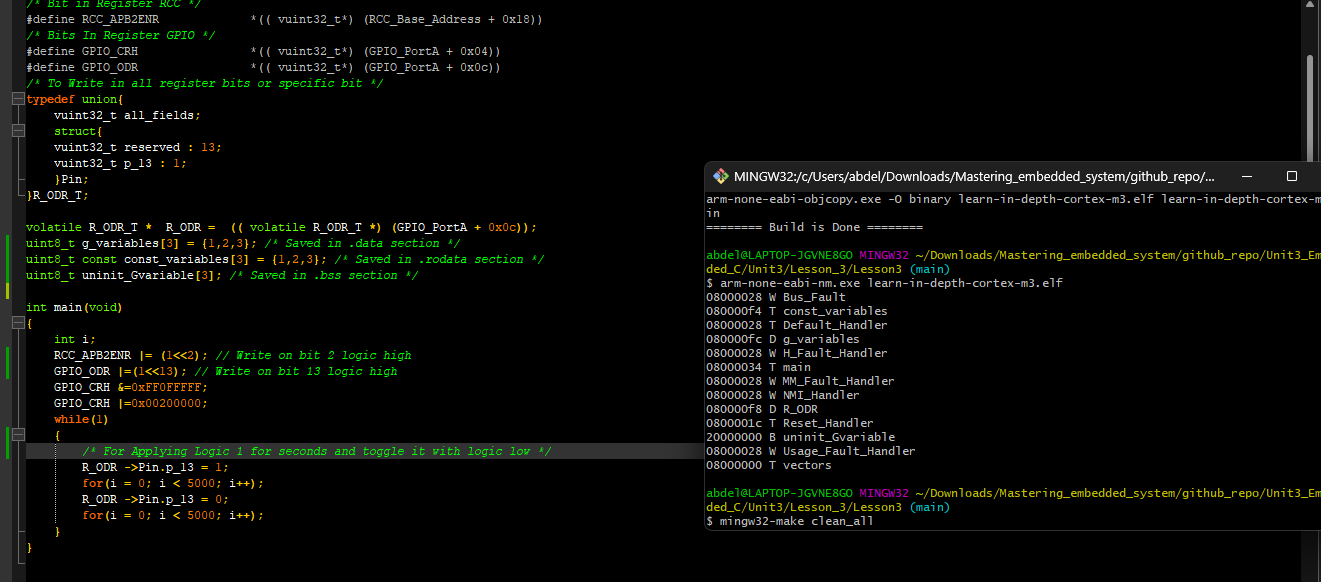 /* Bit in Register RCC */
#define RCC_APB2ENR *(( vuint32_t*) (RCC_Base_Address + 0x18))
/* Bits In Register GPIO */
#define GPIO_CRH *(( vuint32_t*) (GPIO_PortA + 0x04))
#define GPIO_ODR *(( vuint32_t*) (GPIO_PortA + 0x0c))
/* To Write in all register bits or specific bit */
typedef union{
vuint32_t all_fields;
struct{
vuint32_t reserved : 13;
vuint32_t p_13 : 1;
}Pin;
}R_ODR_T;
volatile R_ODR_T * R_ODR = (( volatile R_ODR_T *) (GPIO_PortA + 0x0c));
uint8_t g_variables[3] = {1,2,3}; /* Saved in .data section */
uint8_t const const_variables[3] = {1,2,3}; /* Saved in .rodata section */
uint8_t uninit_Gvariable[3]; /* Saved in .bss section */
int main(void)
{
int i;
RCC_APB2ENR |= (1<<2); // Write on bit 2 logic high
GPIO_ODR |=(1<<13); // Write on bit 13 logic high
GPIO_CRH &=0xFF0FFFFF;
GPIO_CRH |=0x00200000;
while(1)
{
/* For Applying Logic 1 for seconds and toggle it with logic low */
R_ODR ->Pin.p_13 = 1;
for(i = 0; i < 5000; i++);
R_ODR ->Pin.p_13 = 0;
for(i = 0; i < 5000; i++);
}
}
MINGW32:/c/Users/abdel/Downloads/Mastering_embedded_system/github_repo/...
arm-none-eabi-objcopy.exe -O binary learn-in-depth-cortex-m3.elf learn-in-depth-cortex-m
in
======== Build is Done ========
abdel@LAPTOP-JGVNE8GO MINGW32 ~/Downloads/Mastering_embedded_system/github_repo/Unit3_Em
ded_C/Unit3/Lesson_3/Lesson3 (main)
$ arm-none-eabi-nm.exe learn-in-depth-cortex-m3.elf
08000028 W Bus_Fault
080000f4 T const_variables
08000028 T Default_Handler
080000fc D g_variables
08000028 W H_Fault_Handler
08000034 T main
08000028 W MM_Fault_Handler
08000028 W NMI_Handler
080000f8 D R_ODR
0800001c T Reset_Handler
20000000 B uninit_Gvariable
08000028 W Usage_Fault_Handler
08000000 T vectors
abdel@LAPTOP-JGVNE8GO MINGW32 ~/Downloads/Mastering_embedded_system/github_repo/Unit3_Em
ded_C/Unit3/Lesson_3/Lesson3 (main)
$ mingw32-make clean_all